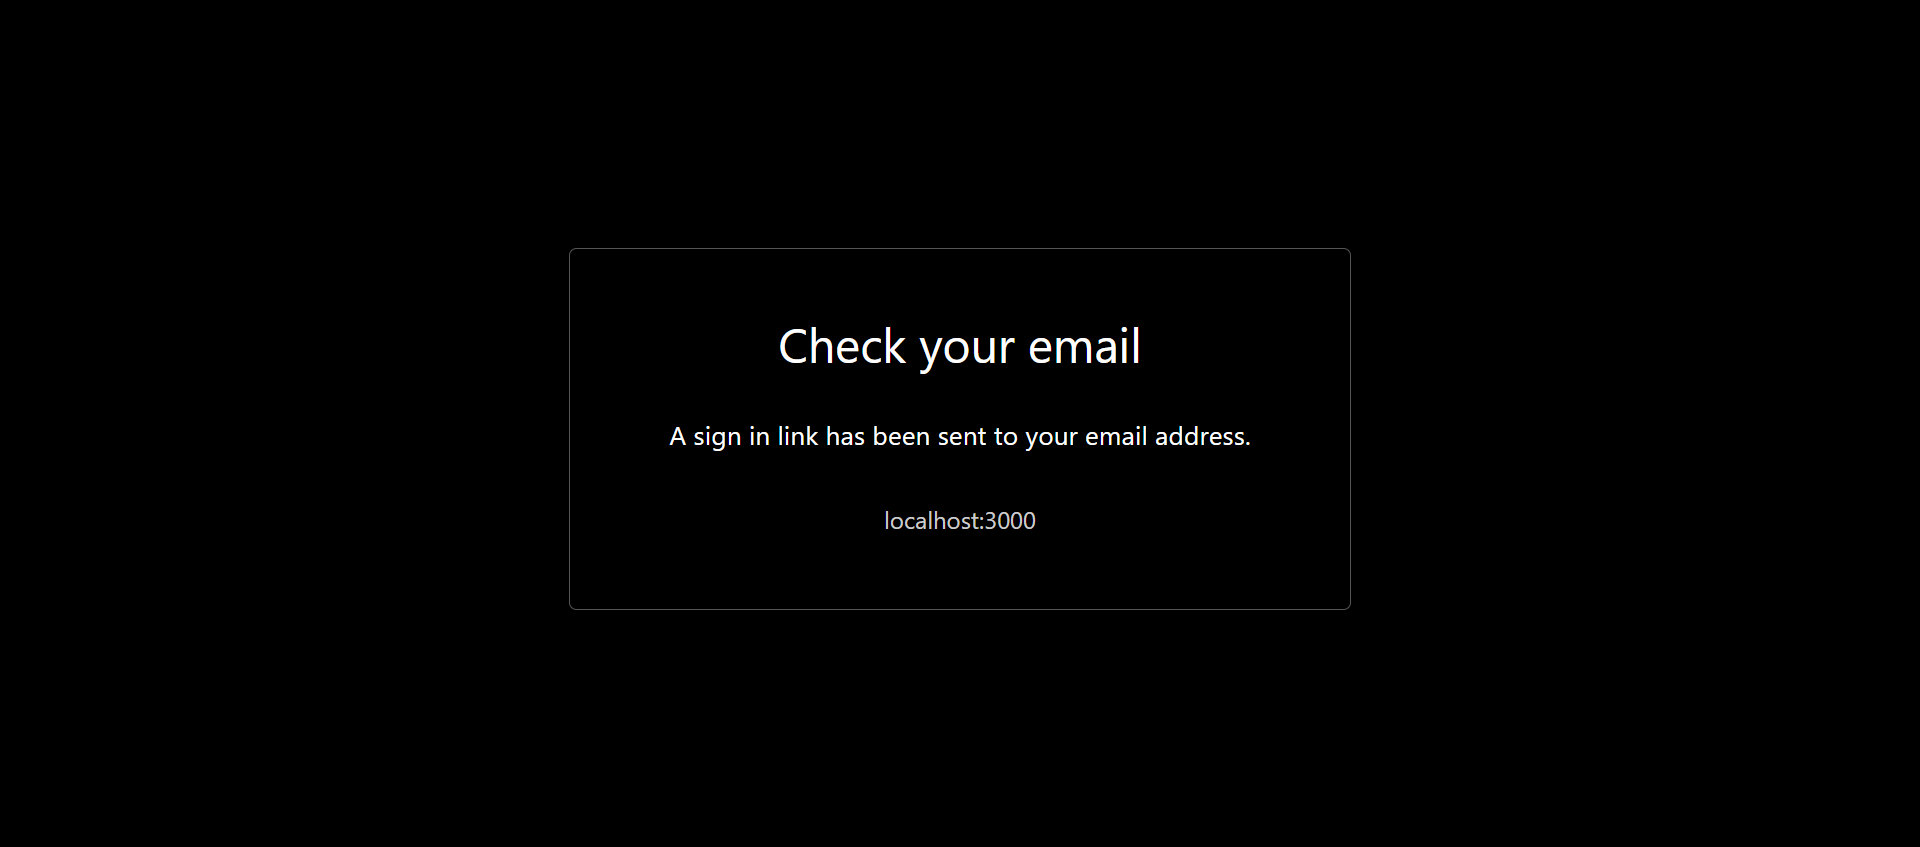 Check your email
A sign in link has been sent to your email address.
localhost:3000